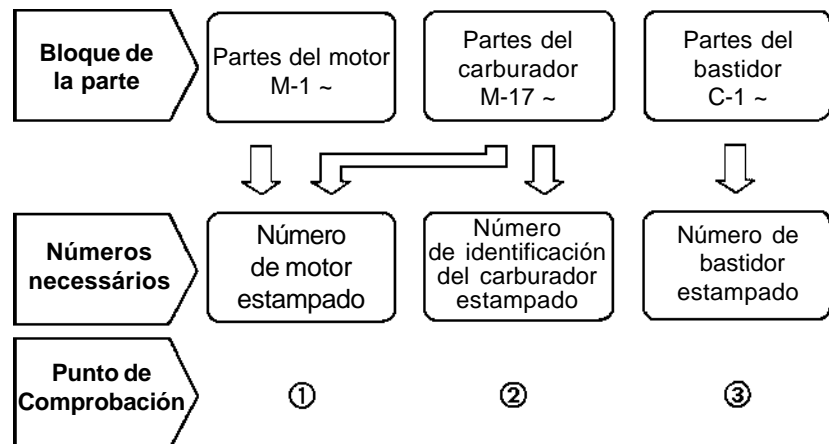 Bloque de
la parte
Partes del motor
M-1 ~
Partes del
carburador
M-17 ~
Partes del
bastidor
C-1 ~
Números
necessários
Número
de motor
estampado
Número
de identificación
del carburador
estampado
Número de
bastidor
estampado
Punto de
Comprobación
①
②
③